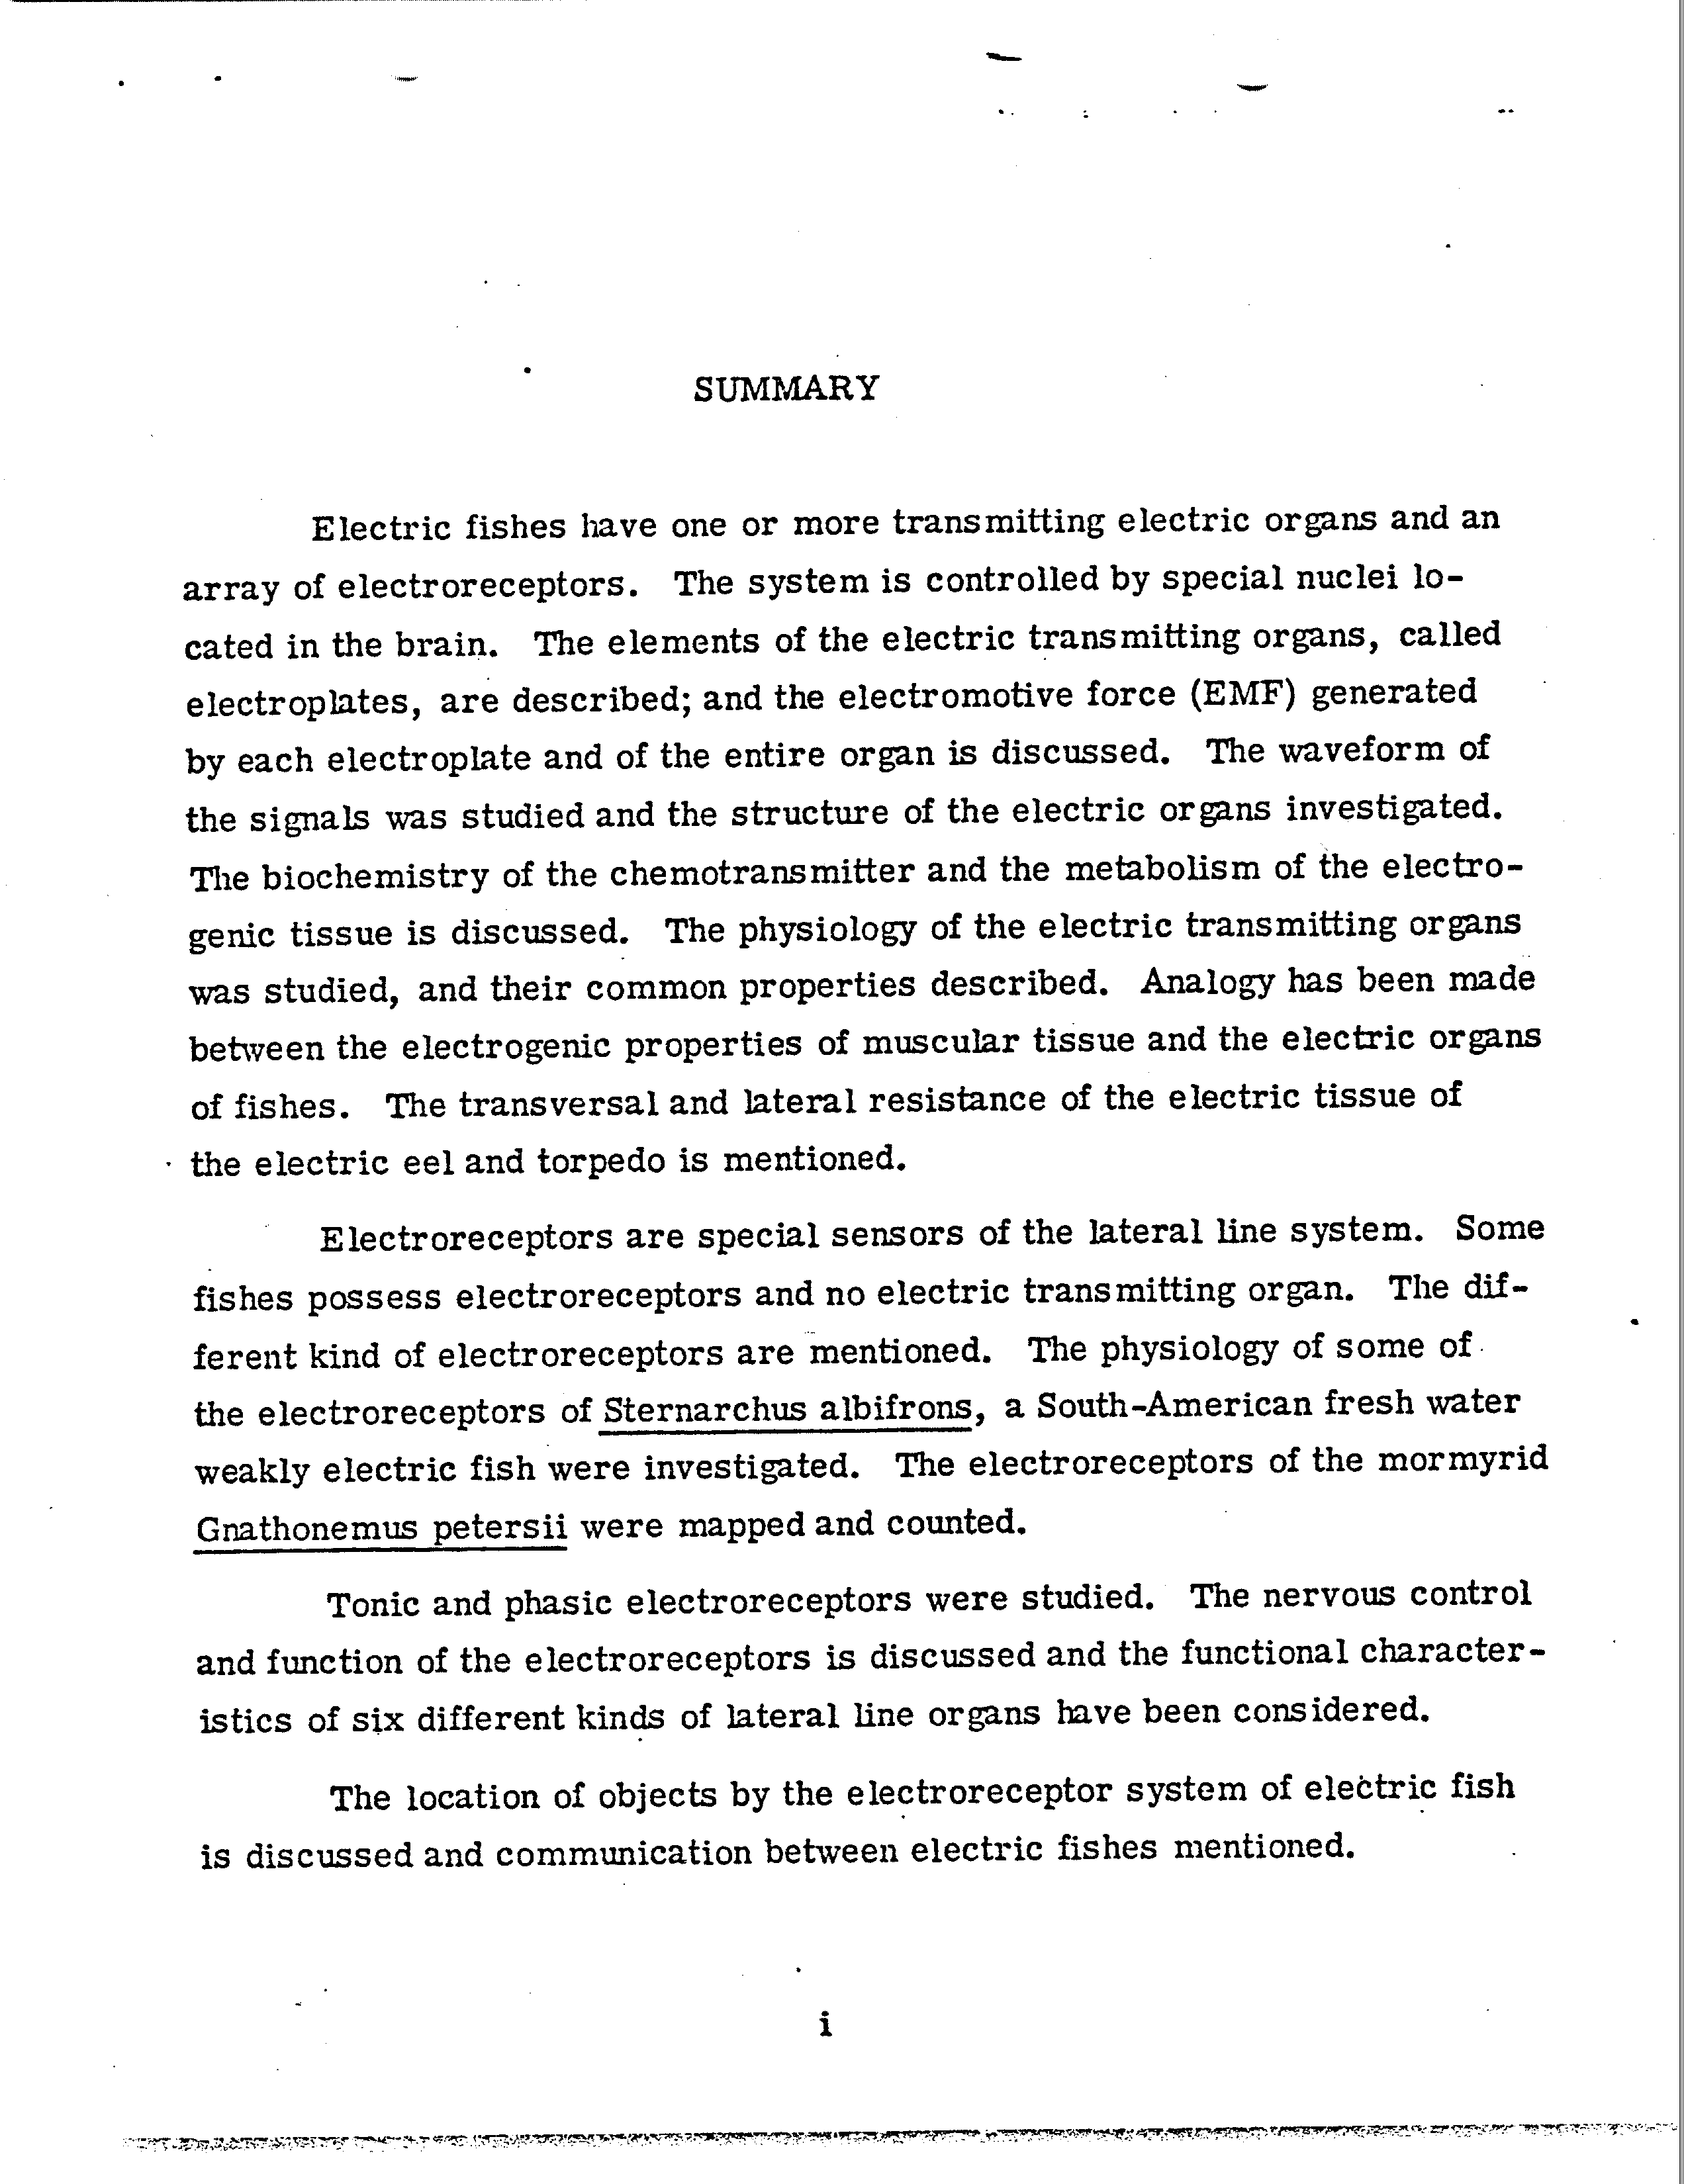 SUMMARY
Electric fishes have one or more transmitting electric organs and an
array of electroreceptors. The system is controlled by special nuclei lo-
cated in the brain. The elements of the electric transmitting organs, called
electroplates, are described; and the electromotive force (EMF) generated
by each electroplate and of the entire organ is discussed. The waveform of
the signals was studied and the structure of the electric organs investigated.
The biochemistry of the chemotransmitter and the metabolism of the electro-
genic tissue is discussed. The physiology of the electric transmitting organs
was studied, and their common properties described. Analogy has been made
between the electrogenic properties of muscular tissue and the electric organs
of fishes. The transversal and lateral resistance of the electric tissue of
the electric eel and torpedo is mentioned.
Electroreceptors are special sensors of the lateral line system. Some
fishes possess electroreceptors and no electric transmitting organ. The dif-
ferent kind of electroreceptors are mentioned. The physiology of some of
the electroreceptors of Sternarchus albifrons, a South-American fresh water
weakly electric fish were investigated. The electroreceptors of the mormyrid
Gnathonemus petersii were mapped and counted.
Tonic and phasic electroreceptors were studied. The nervous control
and function of the electroreceptors is discussed and the functional character-
istics of six different kinds of lateral line organs have been considered.
The location of objects by the electroreceptor system of electric fish
is discussed and communication between electric fishes mentioned.
i